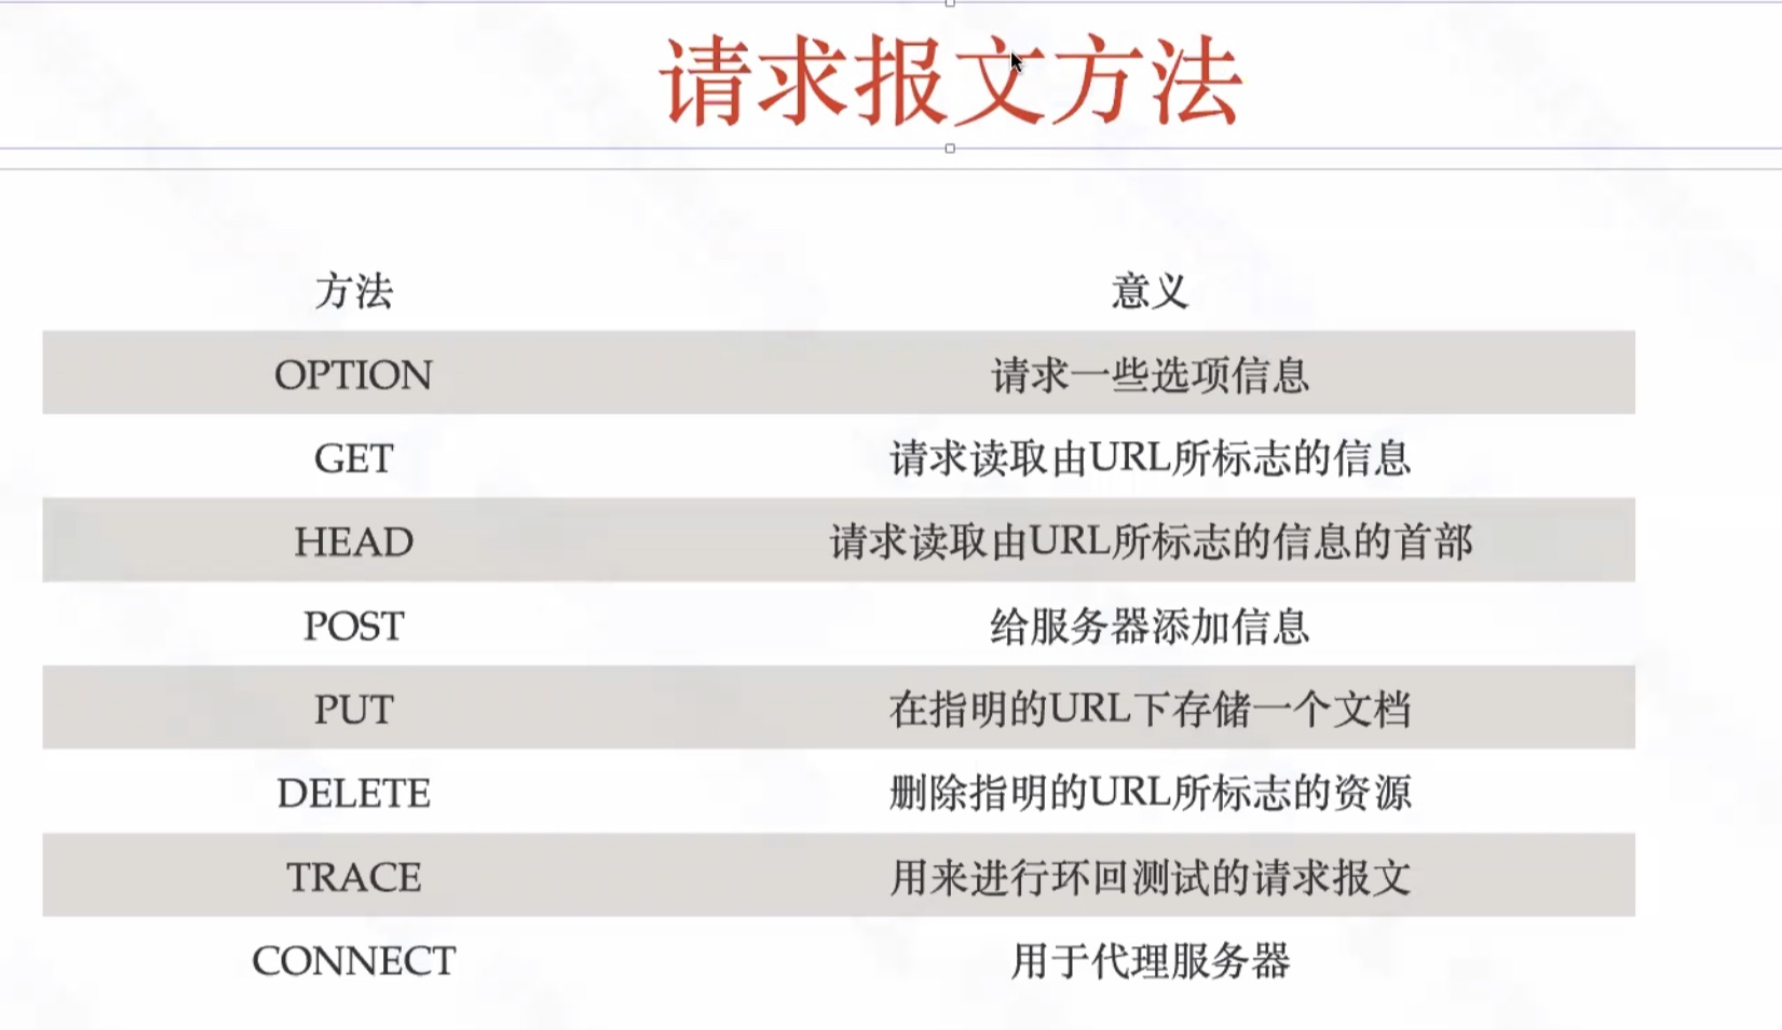 请求报文方法
方法 意义
OPTION 请求一些选项信息
GET 请求读取由URL所标志的信息
HEAD 请求读取由URL所标志的信息的首部
POST 给服务器添加信息
PUT 在指明的URL下存储一个文档
DELETE 删除指明的URL所标志的资源
TRACE 用来进行环回测试的请求报文
CONNECT 用于代理服务器